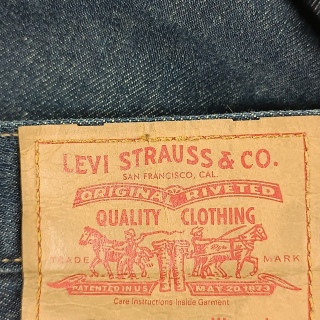 LEVI STRAUSS & CO.
SAN FRANCISCO, CAL.
ORIGINAL RIVETED
QUALITY CLOTHING
TRADE MARK
PATENTED IN U.S. MAY 20 1873
Care Instructions Inside Garment